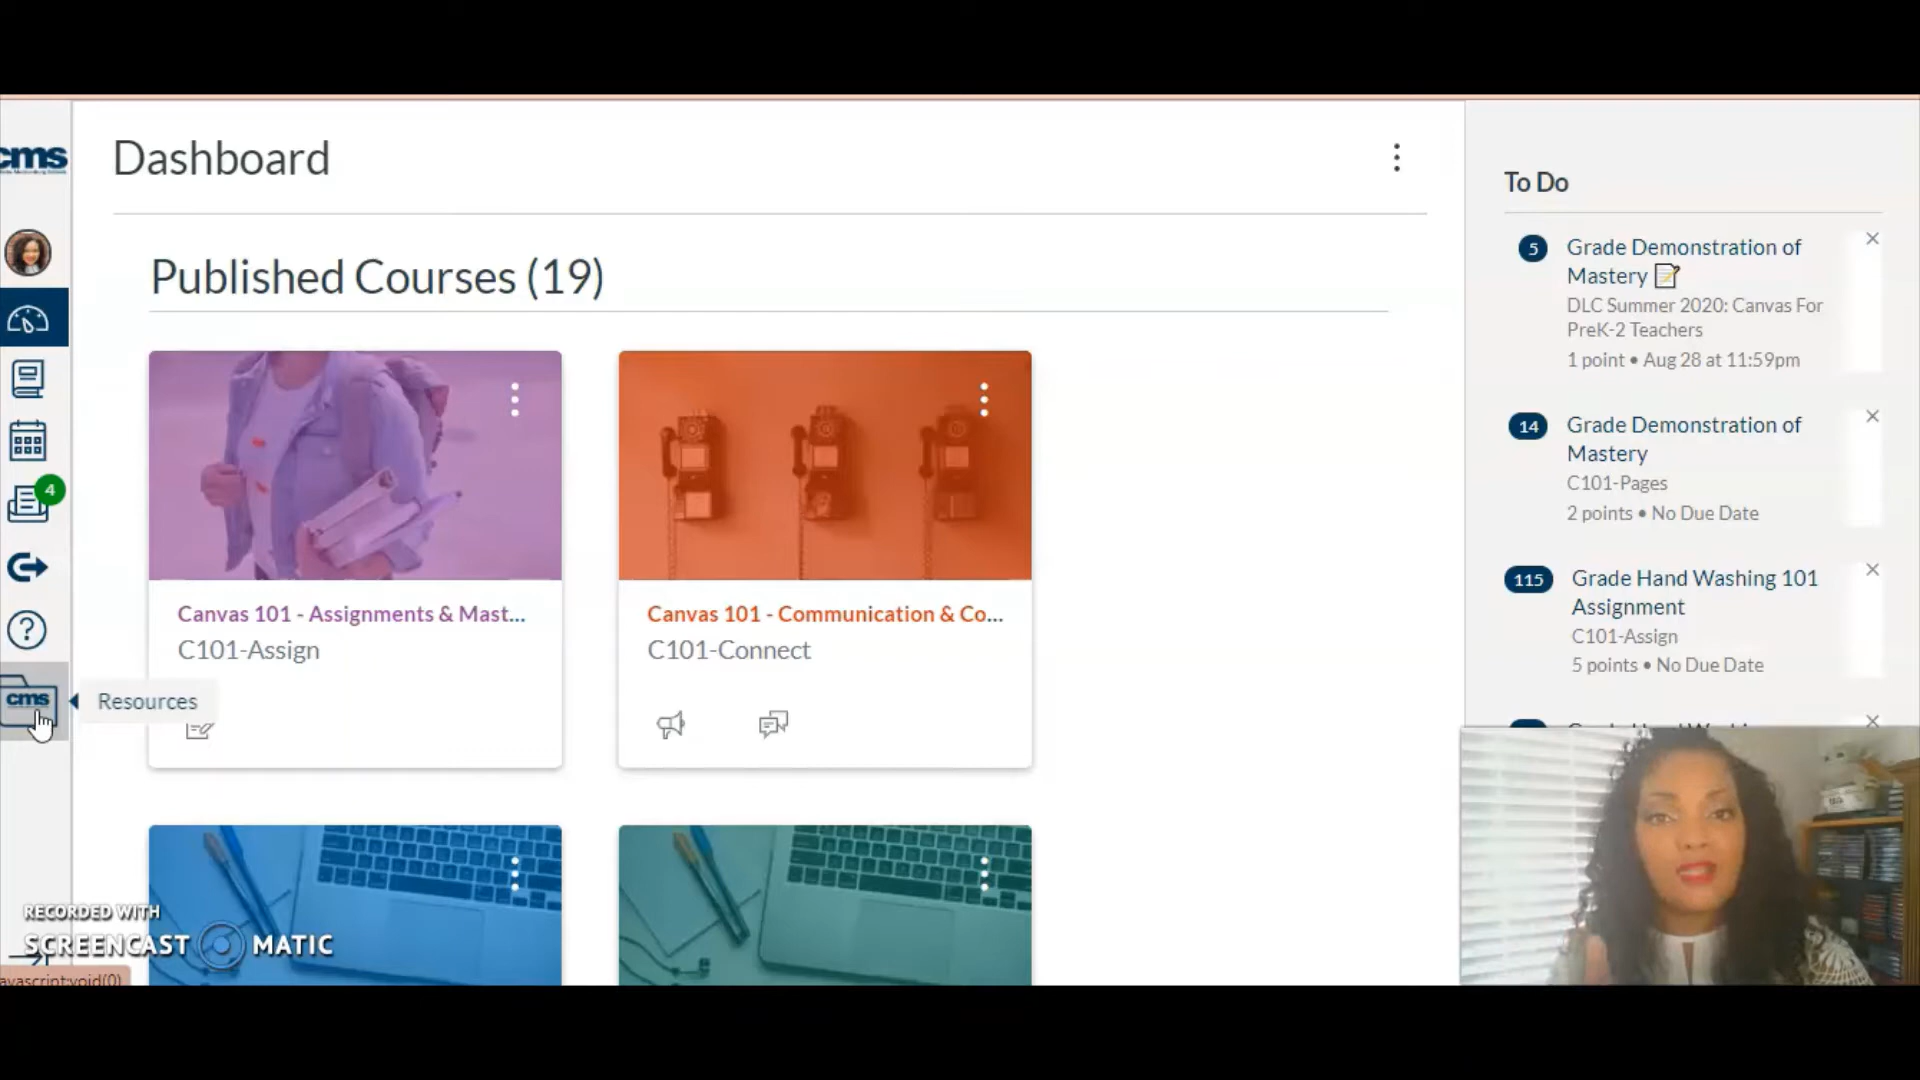 cms
Dashboard
Published Courses (19)
Canvas 101 - Assignments & Mast...
C101-Assign
Canvas 101 - Communication & Co...
C101-Connect
4
cms
Resources
To Do
5
Grade Demonstration of
Mastery
DLC Summer 2020: Canvas For
PreK-2 Teachers
1 point • Aug 28 at 11:59pm
14
Grade Demonstration of
Mastery
C101-Pages
2 points • No Due Date
115
Grade Hand Washing 101
Assignment
C101-Assign
5 points • No Due Date
RECORDED WITH
SCREENCAST MATIC
avascript:void(0)